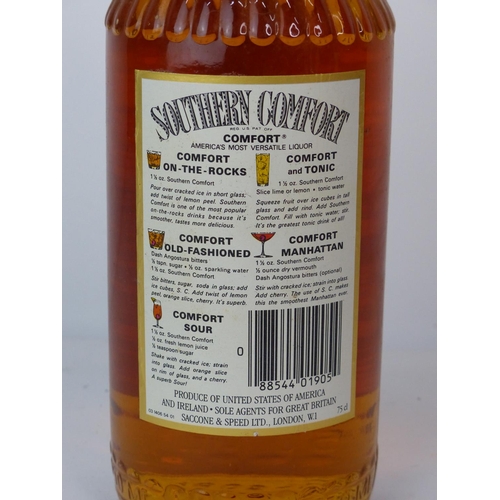 SOUTHERN COMFORT
REG. U.S. PAT. OFF.
COMFORT®
AMERICA'S MOST VERSATILE LIQUOR
COMFORT
ON-THE-ROCKS
1½ oz. Southern Comfort
Pour over cracked ice in short glass;
add twist of lemon peel. Southern
Comfort is one of the most popular
on-the-rocks drinks because it's
smoother, tastes more delicious.
COMFORT
and TONIC
1½ oz. Southern Comfort
Slice lime or lemon • tonic water
Squeeze fruit over ice cubes in tall
glass and add rind. Add Southern
Comfort. Fill with tonic water; stir.
It's the greatest tonic drink of all!
COMFORT
OLD-FASHIONED
Dash Angostura bitters
½ tspn. sugar • ½ oz. sparkling water
1½ oz. Southern Comfort
Stir bitters, sugar, soda in glass; add
ice cubes, S. C. Add twist of lemon
peel, orange slice, cherry. It's superb.
COMFORT
MANHATTAN
1½ oz. Southern Comfort
½ ounce dry vermouth
Dash Angostura bitters (optional)
Stir with cracked ice; strain into glass
Add cherry. The use of S. C. makes
this the smoothest Manhattan ever.
COMFORT
SOUR
1½ oz. Southern Comfort
½ oz. fresh lemon juice
½ teaspoon sugar
Shake with cracked ice; strain
into glass. Add orange slice
on rim of glass, and a cherry.
A superb Sour!
0 88544 01905
PRODUCE OF UNITED STATES OF AMERICA
AND IRELAND • SOLE AGENTS FOR GREAT BRITAIN
SACCONE & SPEED LTD., LONDON, W.1
75 cl